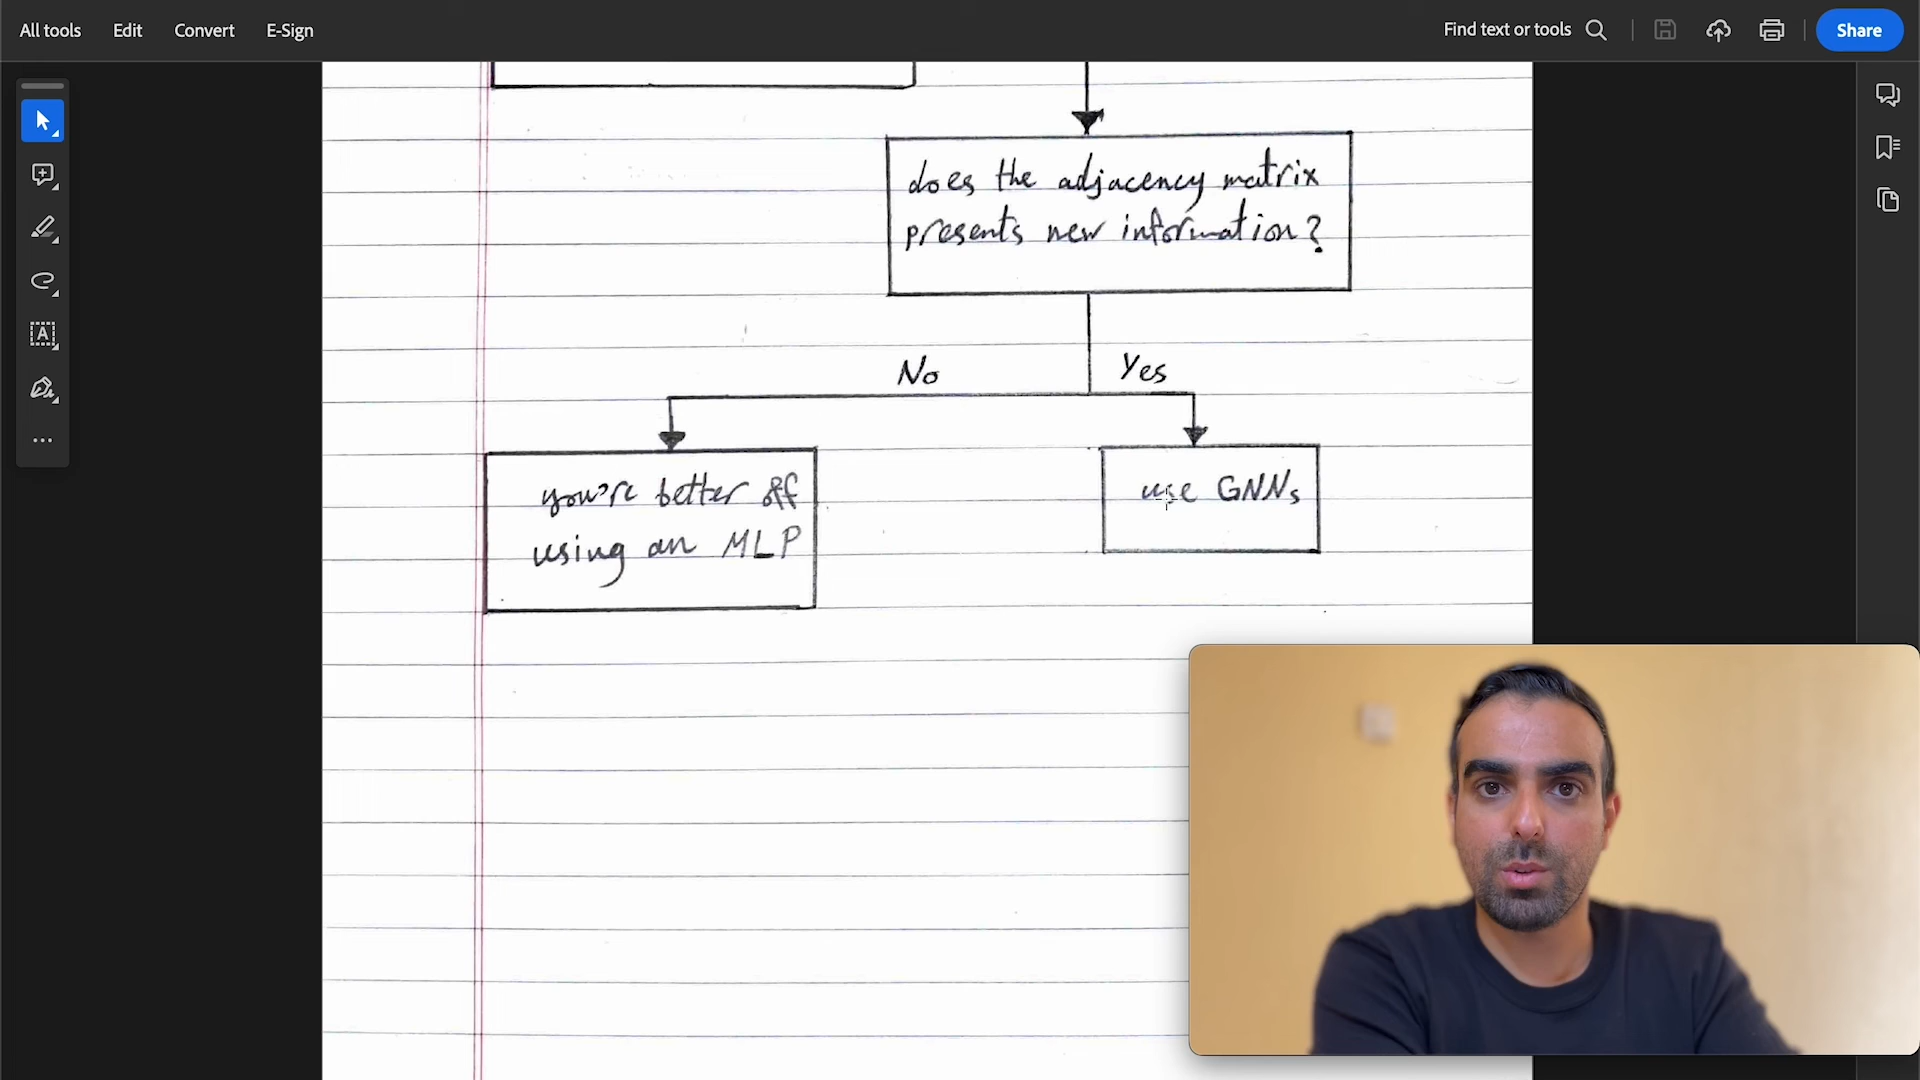 All tools Edit Convert E-Sign Find text or tools Share
does the adjacency matrix
presents new information?
No Yes
you're better off
using an MLP
use GNNs